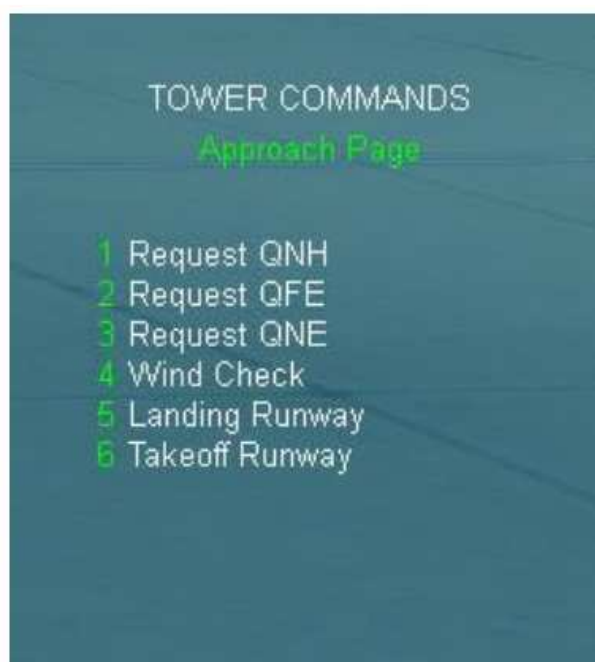 TOWER COMMANDS
Approach Page
1 Request QNH
2 Request QFE
3 Request QNE
4 Wind Check
5 Landing Runway
6 Takeoff Runway